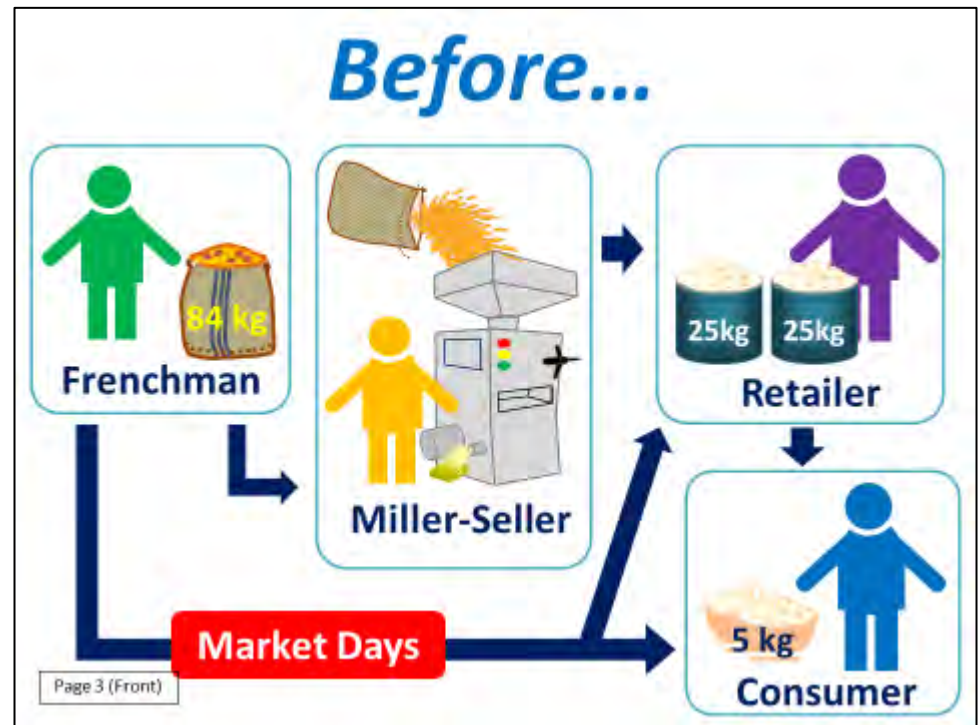 Before...
84 kg
Frenchman
Miller-Seller
25kg
25kg
Retailer
Market Days
5 kg
Consumer
Page 3 (Front)